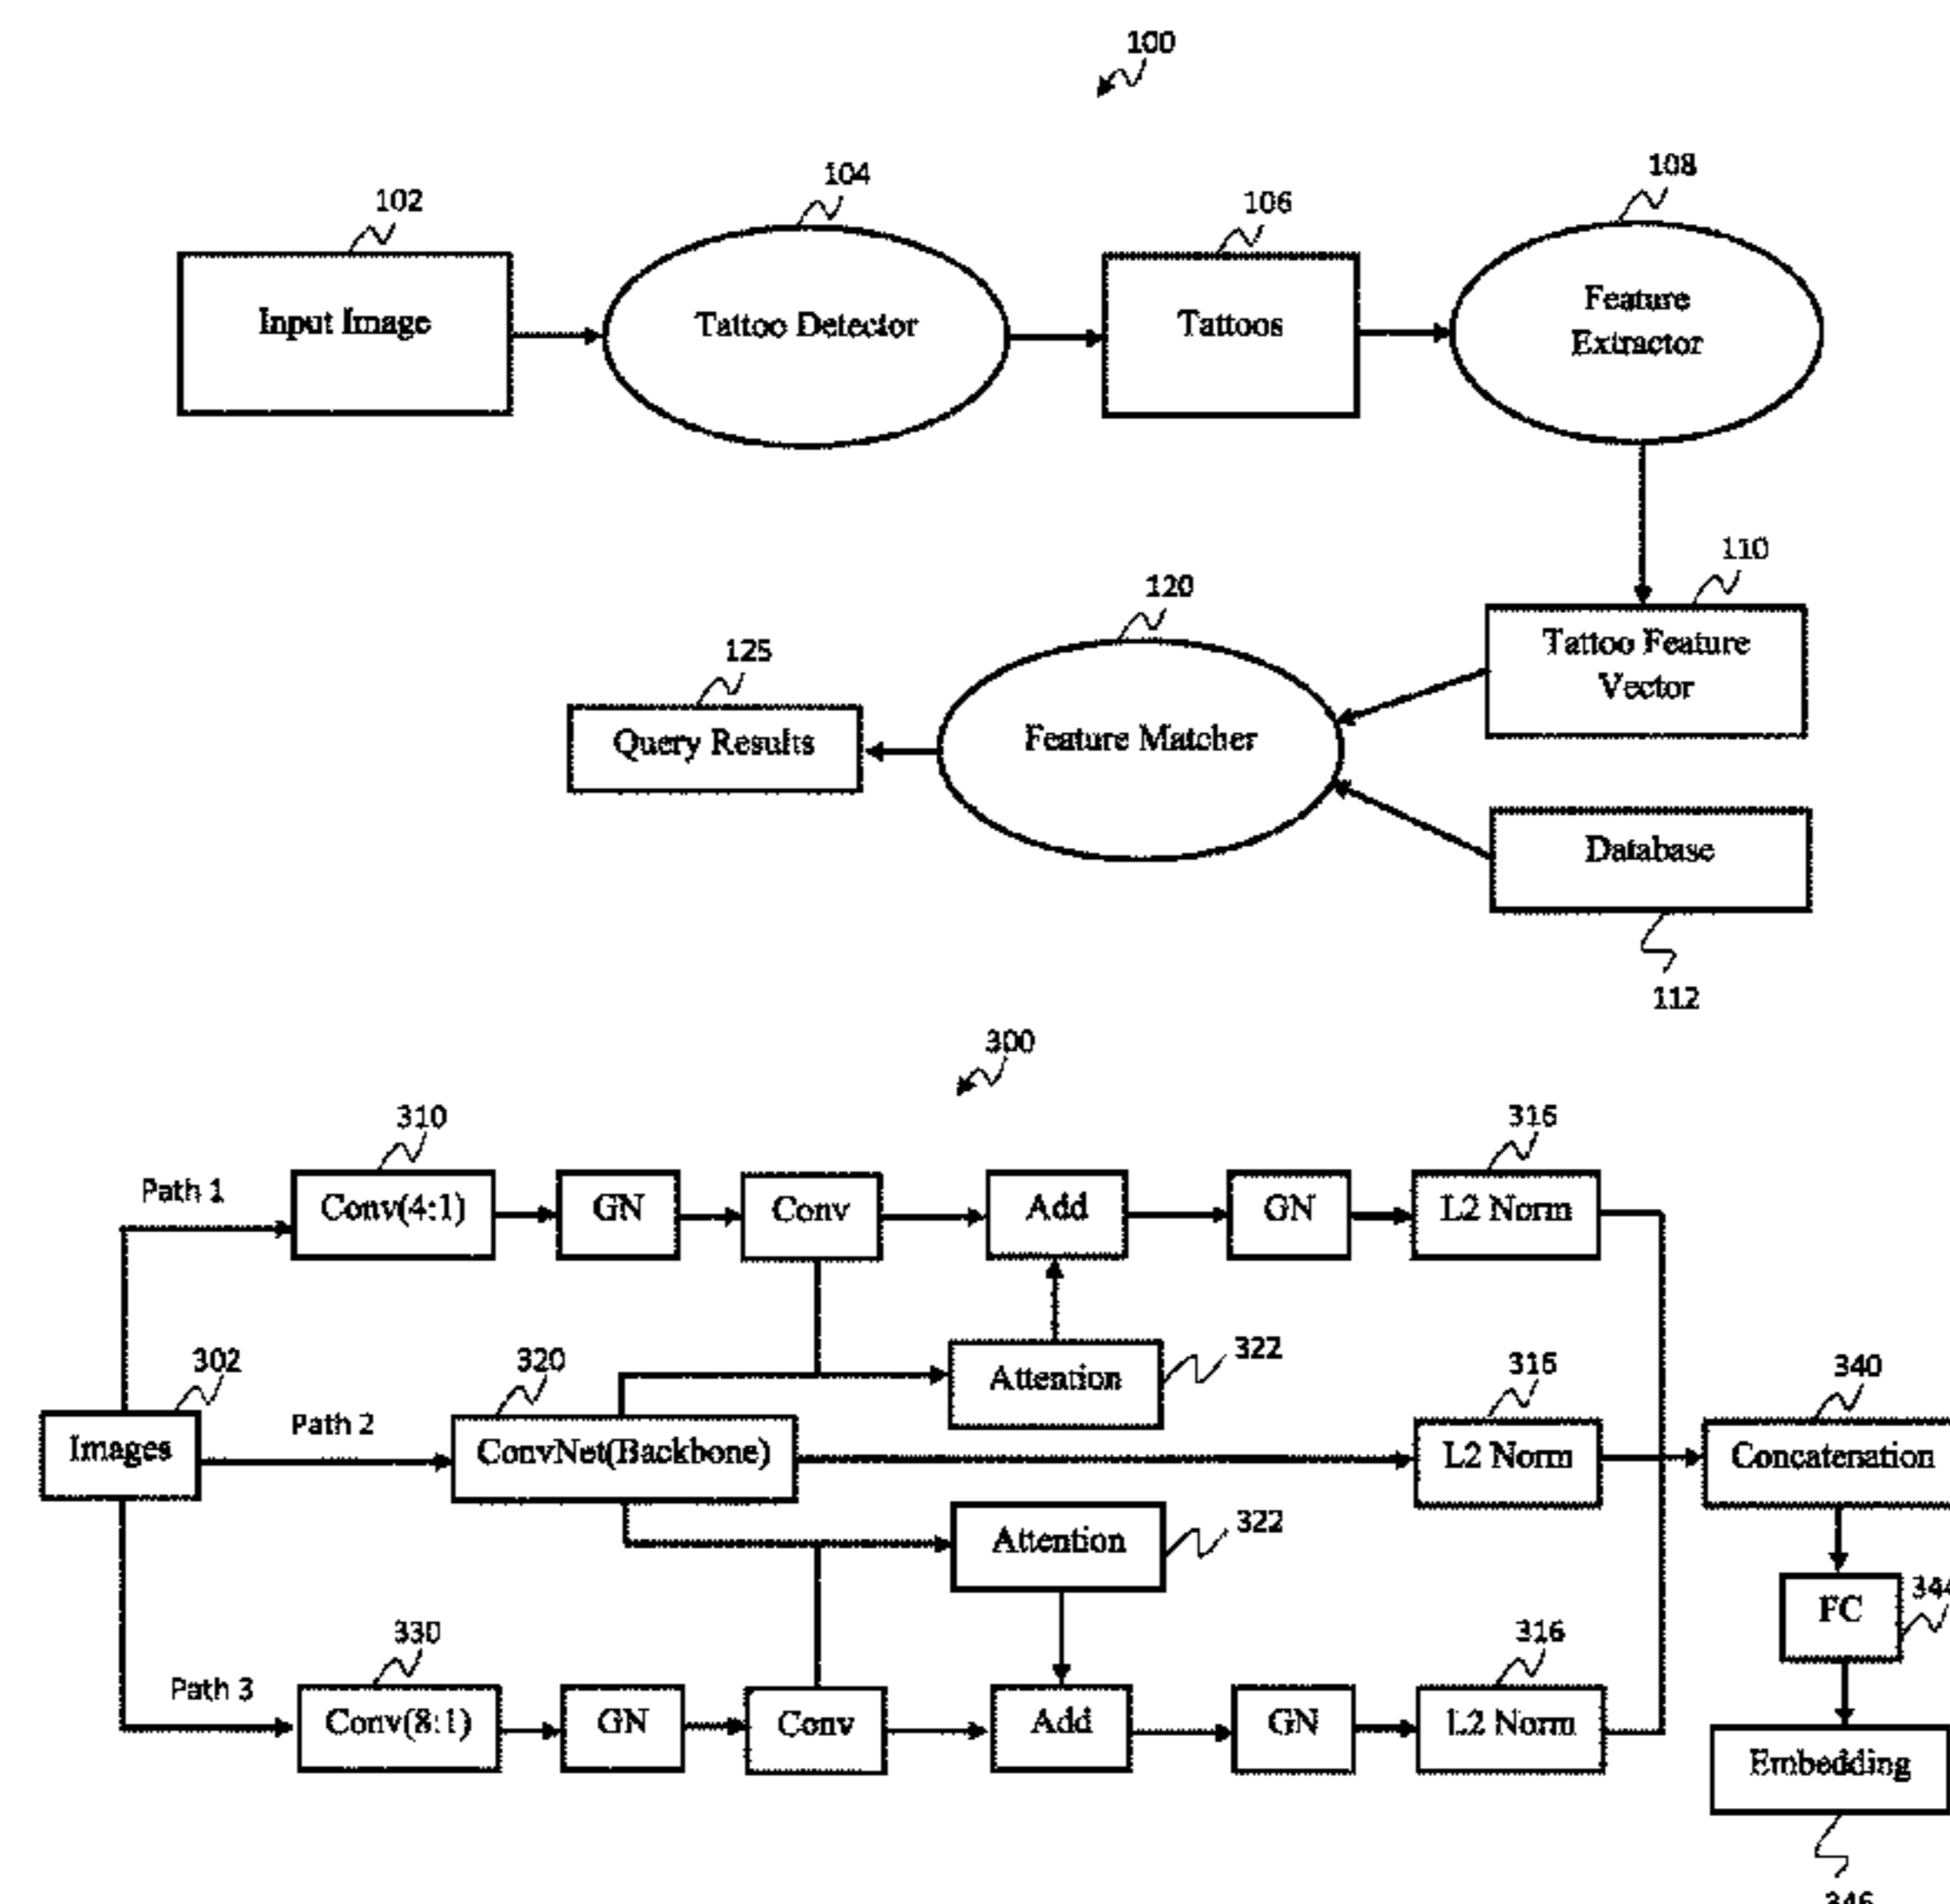 100
102
104
106
108
Input Image
Tattoo Detector
Tattoos
Feature
Extractor
110
120
125
Tattoo Feature
Vector
Query Results
Feature Matcher
Database
112
300
310
316
Path 1
Conv(4:1)
GN
Conv
Add
GN
L2 Norm
302
320
322
316
340
Attention
Images
Path 2
ConvNet(Backbone)
L2 Norm
Concatenation
Attention
322
FC
344
330
316
Path 3
Conv(8:1)
GN
Conv
Add
GN
L2 Norm
Embedding
346